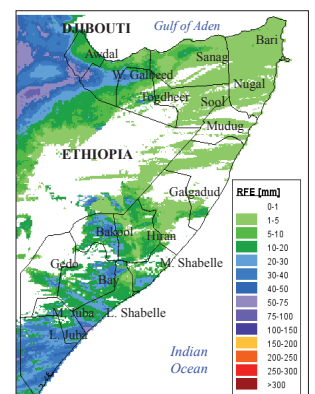 DJIBOUTI
Gulf of Aden
Bari
Awdal
Sanag
W. Galbeed
Nugal
Togdheer
Sool
Mudug
ETHIOPIA
Galgadud
Bakool
Hiran
Gedo
M. Shabelle
Bay
M. Juba
L. Shabelle
L. Juba
Indian
Ocean
RFE [mm]
0-1
1-5
5-10
10-20
20-30
30-40
40-50
50-75
75-100
100-150
150-200
200-250
250-300
>300